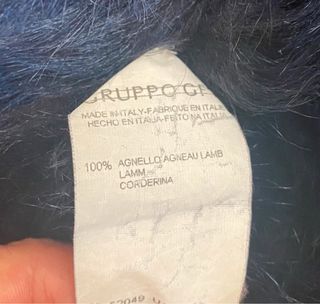 GRUPPO
MADE IN ITALY-FABRIQUE EN ITALIE
HECHO EN ITALIA-FEITO NA ITALIA
100% AGNELLO AGNEAU LAMB
LAMM
CORDERINA